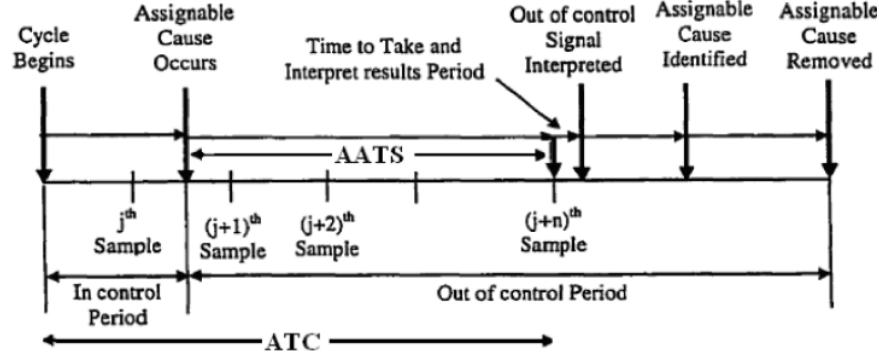 Cycle
Begins
Assignable
Cause
Occurs
Time to Take and
Interpret results Period
Out of control
Signal
Interpreted
Assignable
Cause
Identified
Assignable
Cause
Removed
AATS
jth
Sample
(j+1)th
Sample
(j+2)th
Sample
(j+n)th
Sample
In control
Period
Out of control Period
ATC